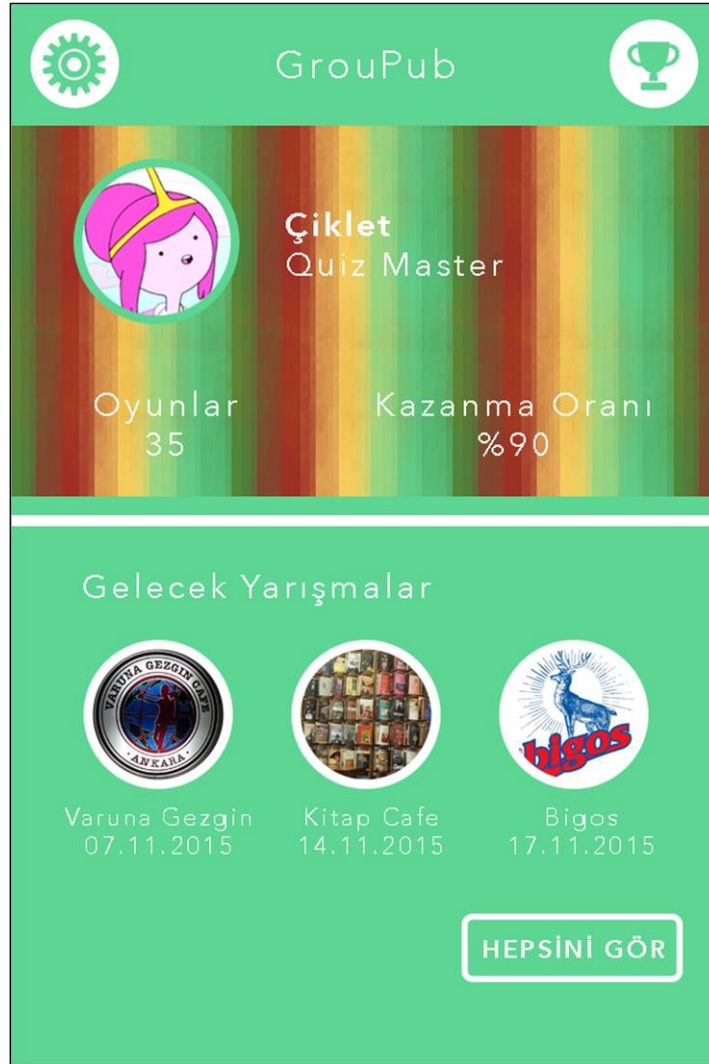 GrouPub
Çiklet
Quiz Master
Oyunlar
35
Kazanma Oranı
%90
Gelecek Yarışmalar
VARUNA GEZGIN CAFE
· ANKARA ·
bigos
Varuna Gezgin
07.11.2015
Kitap Cafe
14.11.2015
Bigos
17.11.2015
HEPSİNİ GÖR